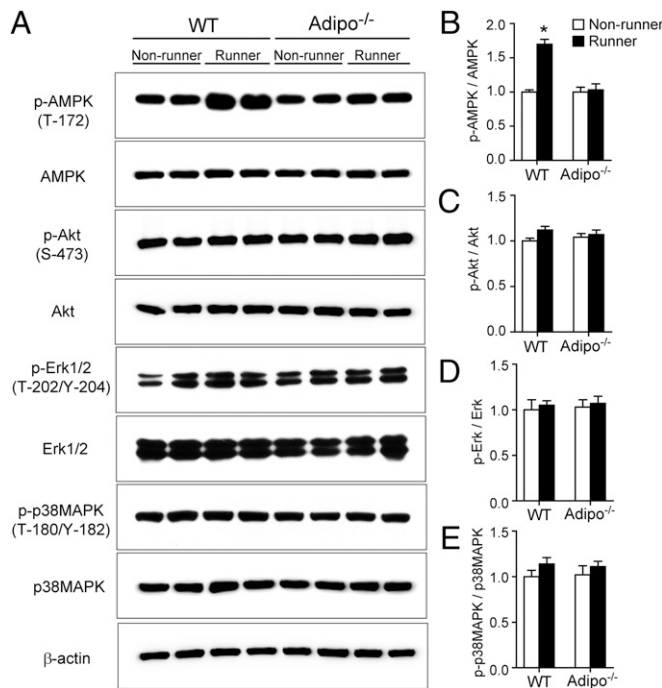 A
WT
Adipo-/-
Non-runner
Runner
Non-runner
Runner
p-AMPK
(T-172)
AMPK
p-Akt
(S-473)
Akt
p-Erk1/2
(T-202/Y-204)
Erk1/2
p-p38MAPK
(T-180/Y-182)
p38MAPK
β-actin
B
Non-runner
Runner
p-AMPK / AMPK
2.0
1.5
1.0
0.5
0.0
*
WT
Adipo-/-
C
p-Akt / Akt
1.5
1.0
0.5
0.0
WT
Adipo-/-
D
p-Erk / Erk
1.5
1.0
0.5
0.0
WT
Adipo-/-
E
p-p38MAPK / p38MAPK
1.5
1.0
0.5
0.0
WT
Adipo-/-